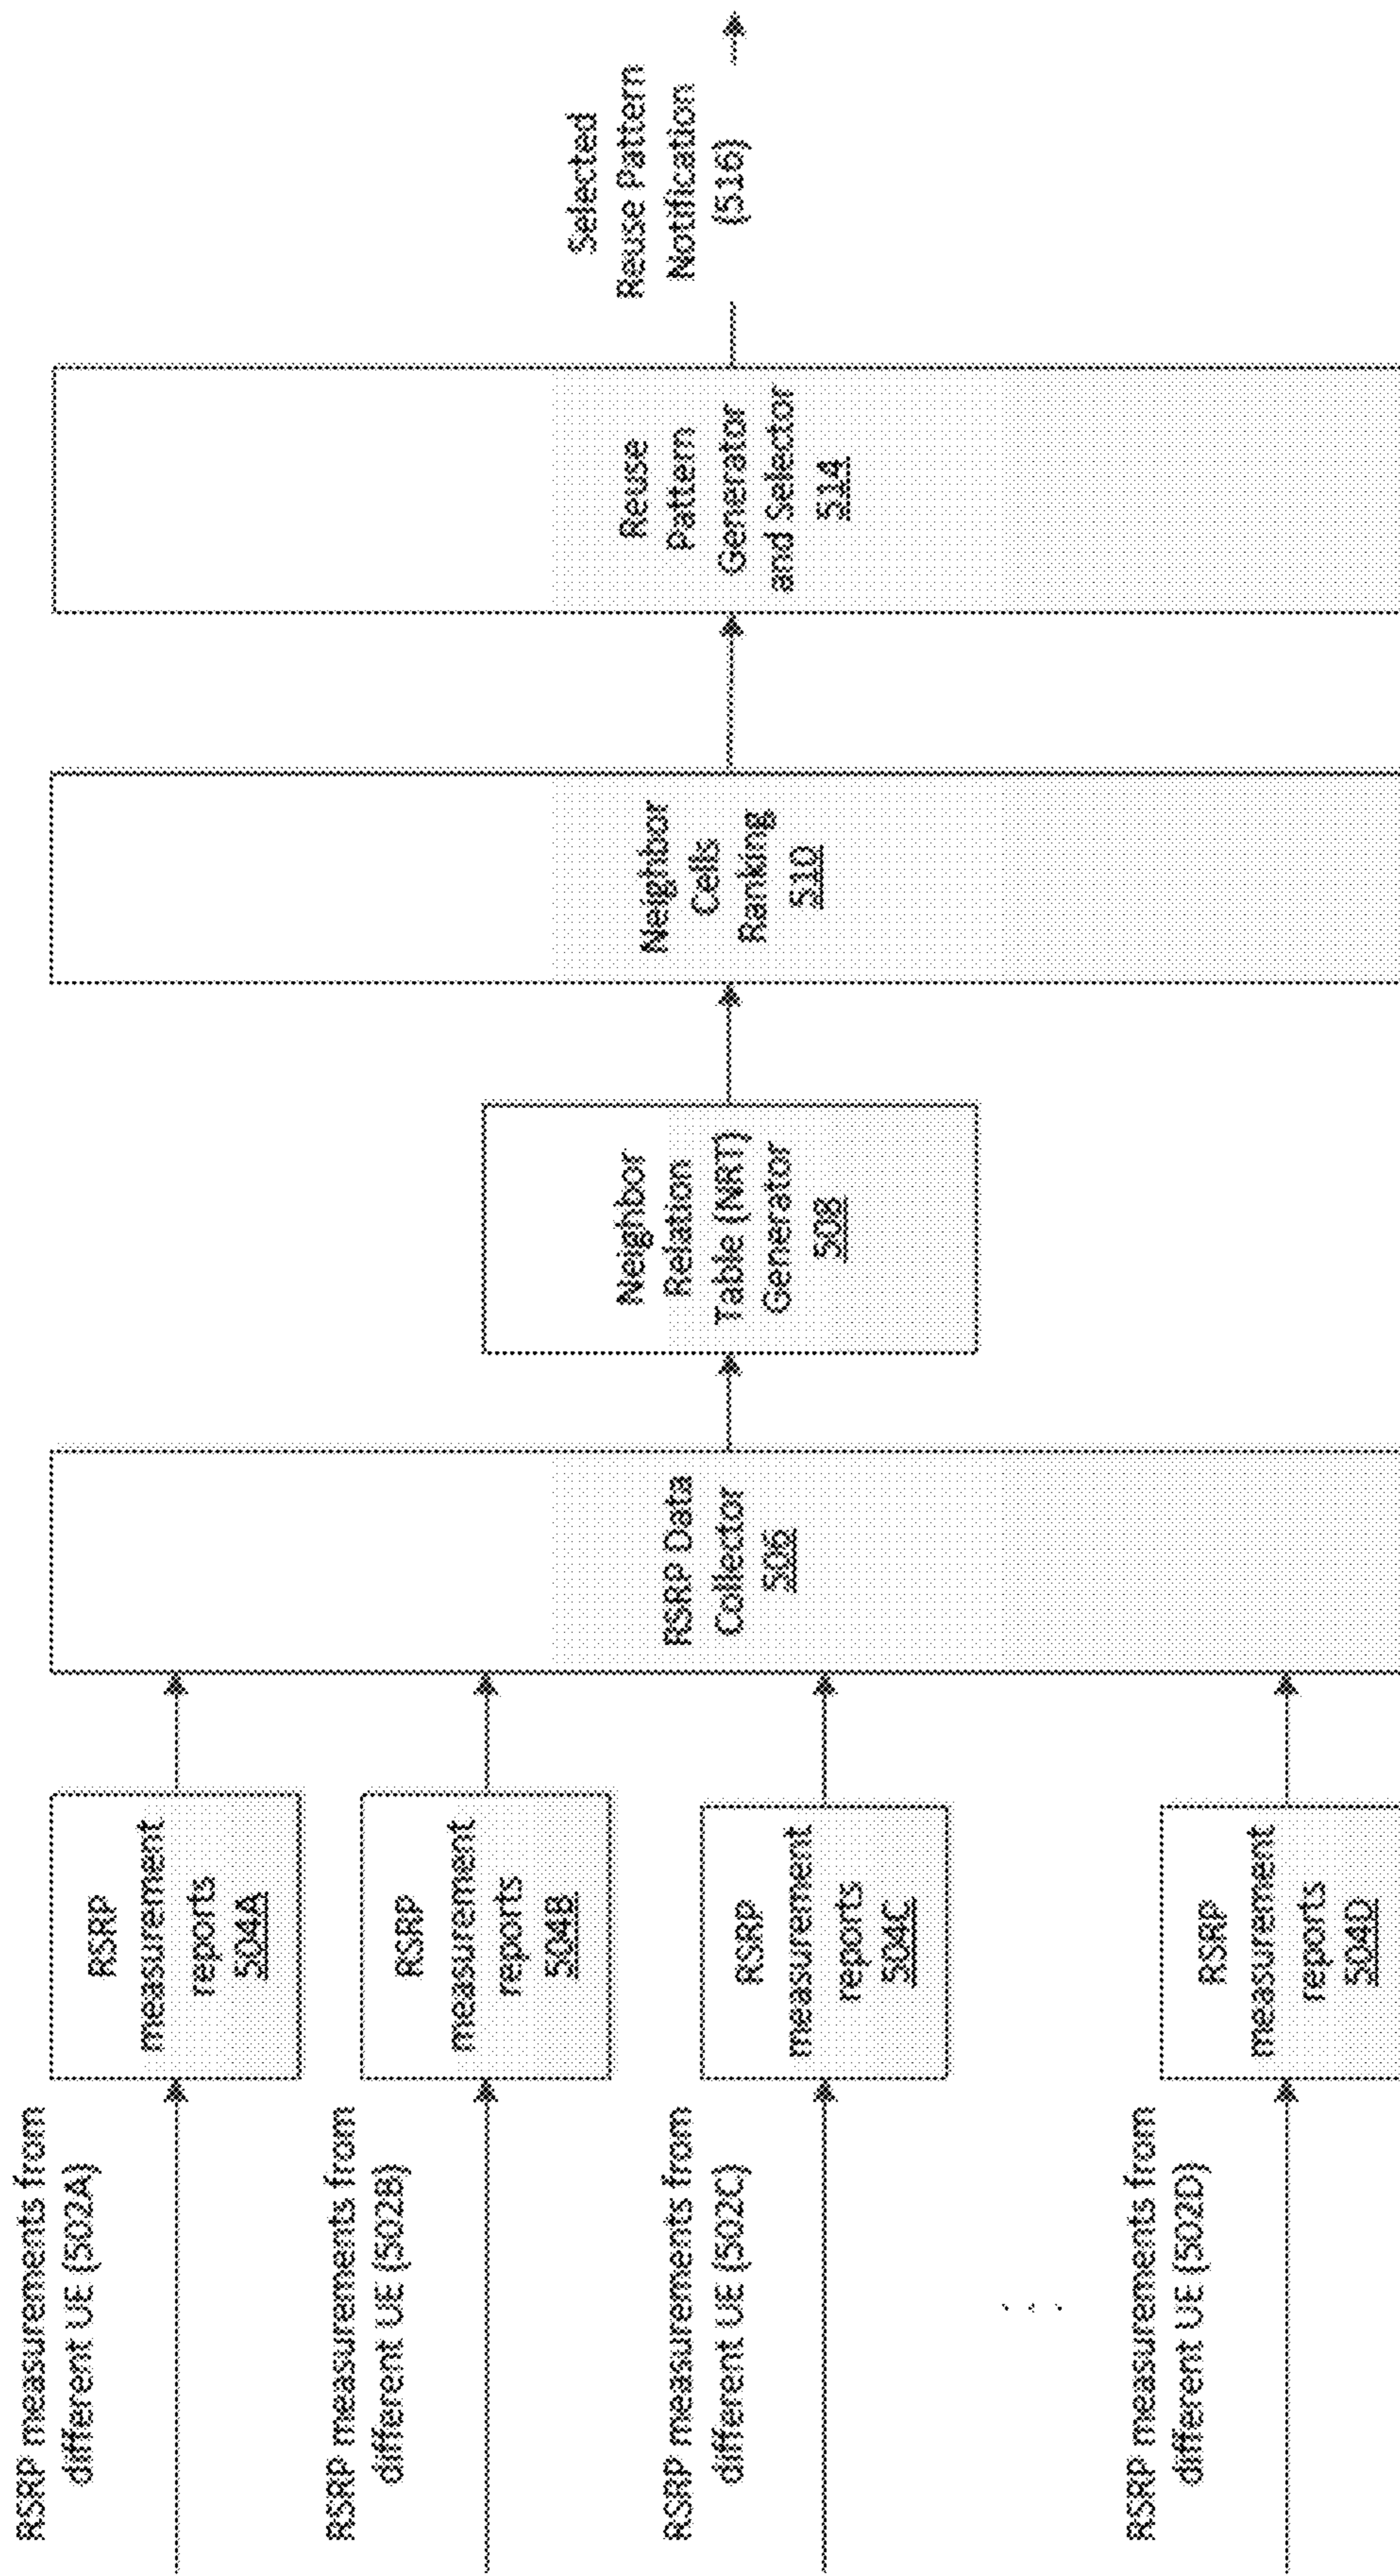 RSRP measurements from
different UE (502A)
RSRP
measurement
reports
504A
RSRP measurements from
different UE (502B)
RSRP
measurement
reports
504B
RSRP measurements from
different UE (502C)
RSRP
measurement
reports
504C
. . .
RSRP measurements from
different UE (502D)
RSRP
measurement
reports
504D
RSRP Data
Collector
506
Neighbor
Relation
Table (NRT)
Generator
508
Neighbor
Cells
Ranking
510
Reuse
Pattern
Generator
and Selector
514
Selected
Reuse Pattern
Notification
(516)